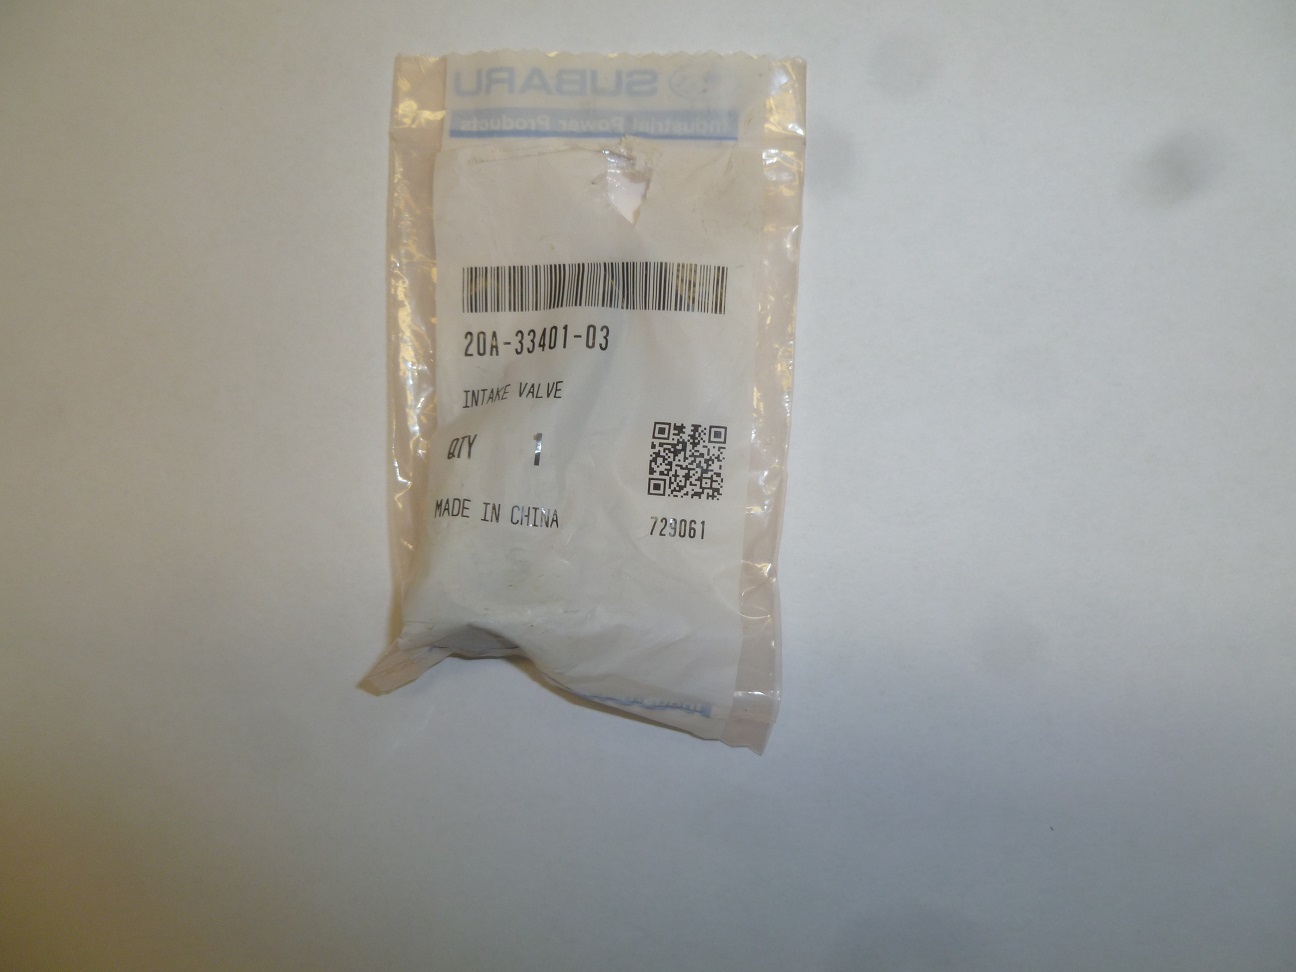 SUBARU
Industrial Power Products
20A-33401-03
INTAKE VALVE
QTY 1
MADE IN CHINA
729061